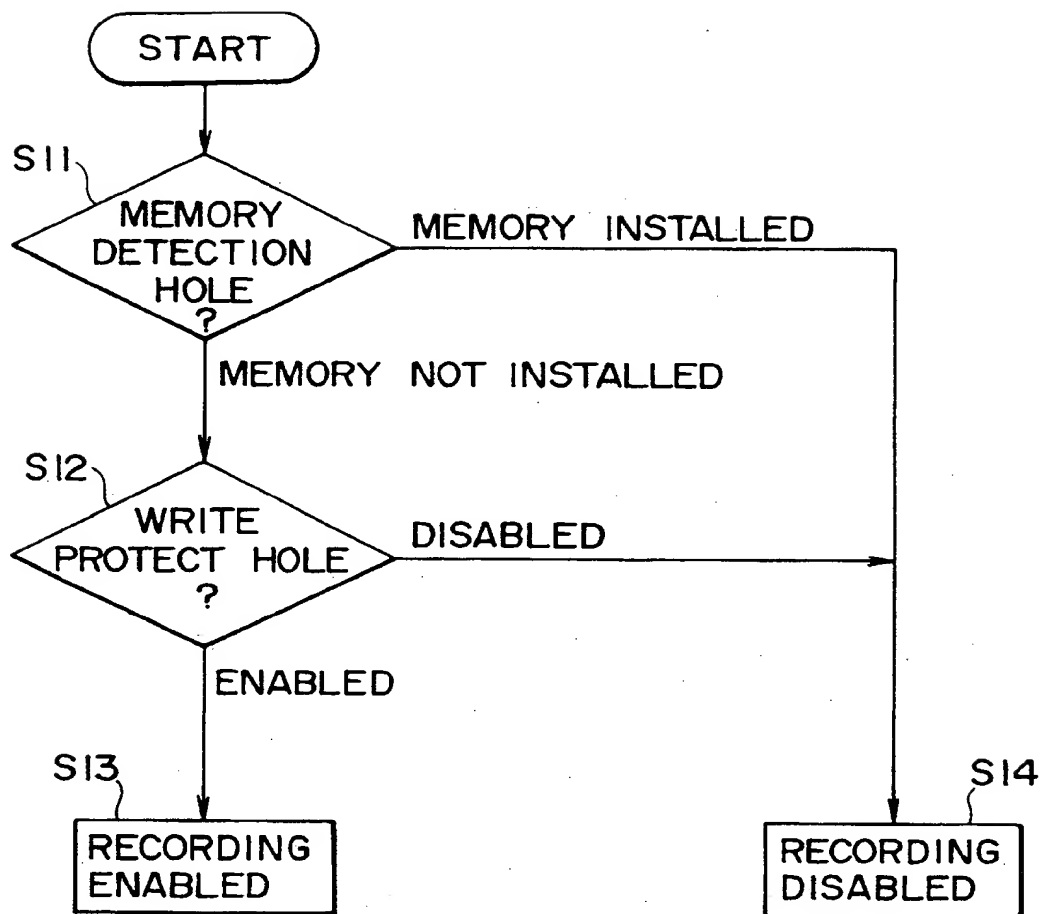 START
S11
MEMORY
DETECTION
HOLE
?
MEMORY INSTALLED
MEMORY NOT INSTALLED
S12
WRITE
PROTECT HOLE
?
DISABLED
ENABLED
S13
RECORDING
ENABLED
S14
RECORDING
DISABLED